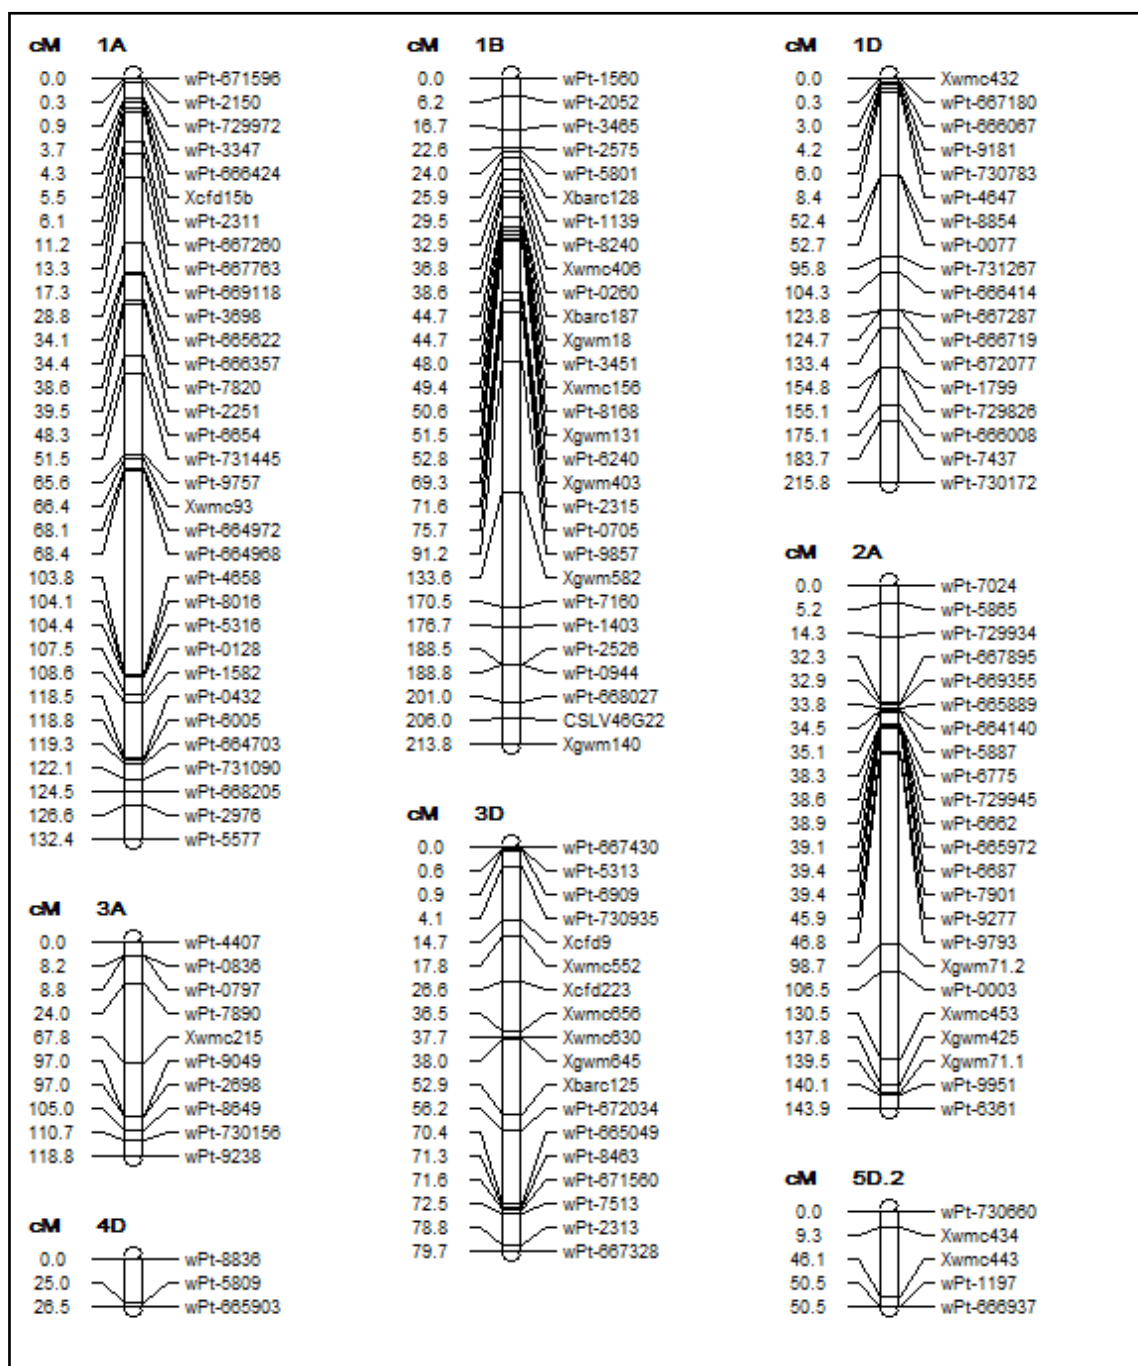 cM 1A
0.0 wPt-671596
0.3 wPt-2150
0.9 wPt-729972
3.7 wPt-3347
4.3 wPt-666424
5.5 Xcfd15b
6.1 wPt-2311
11.2 wPt-667260
13.3 wPt-667763
17.3 wPt-669118
28.8 wPt-3698
34.1 wPt-665622
34.4 wPt-666357
38.6 wPt-7820
39.5 wPt-2251
48.3 wPt-6654
51.5 wPt-731445
65.6 wPt-9757
66.4 Xwmc93
68.1 wPt-664972
68.4 wPt-664968
103.8 wPt-4658
104.1 wPt-8016
104.4 wPt-5316
107.5 wPt-0128
108.6 wPt-1582
118.5 wPt-0432
118.8 wPt-6005
119.3 wPt-664703
122.1 wPt-731090
124.5 wPt-668205
126.6 wPt-2976
132.4 wPt-5577
cM 3A
0.0 wPt-4407
8.2 wPt-0836
8.8 wPt-0797
24.0 wPt-7890
67.8 Xwmc215
97.0 wPt-9049
97.0 wPt-2698
105.0 wPt-8649
110.7 wPt-730156
118.8 wPt-9238
cM 4D
0.0 wPt-8836
25.0 wPt-5809
26.5 wPt-665903
cM 1B
0.0 wPt-1560
6.2 wPt-2052
16.7 wPt-3465
22.6 wPt-2575
24.0 wPt-5801
25.9 Xbarc128
29.5 wPt-1139
32.9 wPt-8240
36.8 Xwmc406
38.6 wPt-0260
44.7 Xbarc187
44.7 Xgwm18
48.0 wPt-3451
49.4 Xwmc156
50.6 wPt-8168
51.5 Xgwm131
52.8 wPt-6240
69.3 Xgwm403
71.6 wPt-2315
75.7 wPt-0705
91.2 wPt-9857
133.6 Xgwm582
170.5 wPt-7160
176.7 wPt-1403
188.5 wPt-2526
188.8 wPt-0944
201.0 wPt-668027
206.0 CSLV46G22
213.8 Xgwm140
cM 3D
0.0 wPt-667430
0.6 wPt-5313
0.9 wPt-6909
4.1 wPt-730935
14.7 Xcfd9
17.8 Xwmc552
26.6 Xcfd223
36.5 Xwmc656
37.7 Xwmc630
38.0 Xgwm645
52.9 Xbarc125
56.2 wPt-672034
70.4 wPt-665049
71.3 wPt-8463
71.6 wPt-671560
72.5 wPt-7513
78.8 wPt-2313
79.7 wPt-667328
cM 1D
0.0 Xwmc432
0.3 wPt-667180
3.0 wPt-666067
4.2 wPt-9181
6.0 wPt-730783
8.4 wPt-4647
52.4 wPt-8854
52.7 wPt-0077
95.8 wPt-731267
104.3 wPt-666414
123.8 wPt-667287
124.7 wPt-666719
133.4 wPt-672077
154.8 wPt-1799
155.1 wPt-729826
175.1 wPt-666008
183.7 wPt-7437
215.8 wPt-730172
cM 2A
0.0 wPt-7024
5.2 wPt-5865
14.3 wPt-729934
32.3 wPt-667895
32.9 wPt-669355
33.8 wPt-665889
34.5 wPt-664140
35.1 wPt-5887
38.3 wPt-6775
38.6 wPt-729945
38.9 wPt-6662
39.1 wPt-665972
39.4 wPt-6687
39.4 wPt-7901
45.9 wPt-9277
46.8 wPt-9793
98.7 Xgwm71.2
106.5 wPt-0003
130.5 Xwmc453
137.8 Xgwm425
139.5 Xgwm71.1
140.1 wPt-9951
143.9 wPt-6361
cM 5D.2
0.0 wPt-730660
9.3 Xwmc434
46.1 Xwmc443
50.5 wPt-1197
50.5 wPt-666937